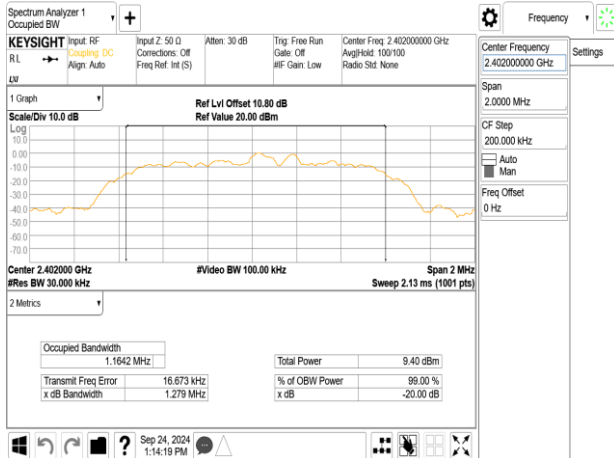 Spectrum Analyzer 1
Occupied BW
Frequency
KEYSIGHT
RL
Input: RF
Coupling: DC
Align: Auto
Input Z: 50 Ω
Corrections: Off
Freq Ref: Int (S)
Atten: 30 dB
Trig: Free Run
Gate: Off
#IF Gain: Low
Center Freq: 2.402000000 GHz
Avg|Hold: 100/100
Radio Std: None
Center Frequency
2.402000000 GHz
Settings
Span
2.0000 MHz
CF Step
200.000 kHz
Auto
Man
Freq Offset
0 Hz
1 Graph
Scale/Div 10.0 dB
Ref Lvl Offset 10.80 dB
Ref Value 20.00 dBm
Log
10.0
0.00
-10.0
-20.0
-30.0
-40.0
-50.0
-60.0
-70.0
Center 2.402000 GHz
#Res BW 30.000 kHz
#Video BW 100.00 kHz
Span 2 MHz
Sweep 2.13 ms (1001 pts)
2 Metrics
Occupied Bandwidth
1.1642 MHz
Total Power 9.40 dBm
Transmit Freq Error 16.673 kHz
% of OBW Power 99.00 %
x dB Bandwidth 1.279 MHz
x dB -20.00 dB
?
Sep 24, 2024
1:14:19 PM